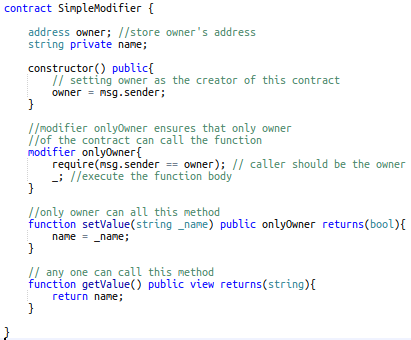 contract SimpleModifier {
address owner; //store owner's address
string private name;
constructor() public{
// setting owner as the creator of this contract
owner = msg.sender;
}
//modifier onlyOwner ensures that only owner
//of the contract can call the function
modifier onlyOwner{
require(msg.sender == owner); // caller should be the owner
_; //execute the function body
}
//only owner can all this method
function setValue(string _name) public onlyOwner returns(bool){
name = _name;
}
// any one can call this method
function getValue() public view returns(string){
return name;
}
}